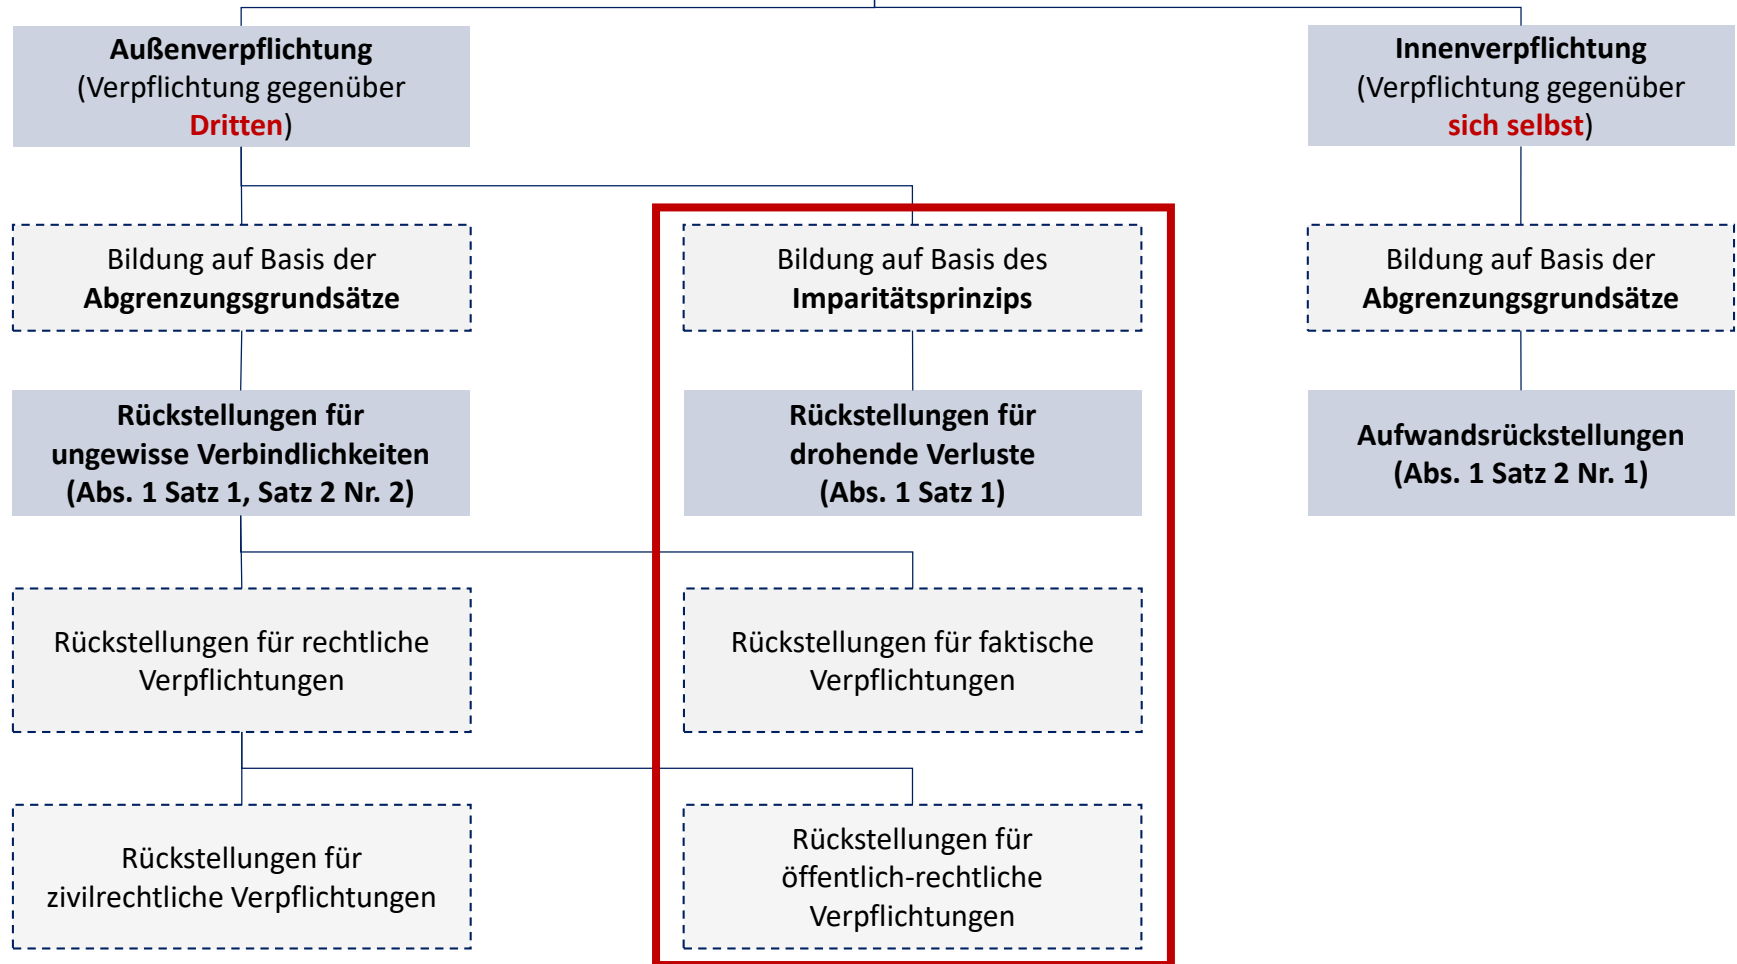 Außenverpflichtung
(Verpflichtung gegenüber
Dritten)
Innenverpflichtung
(Verpflichtung gegenüber
sich selbst)
Bildung auf Basis der
Abgrenzungsgrundsätze
Bildung auf Basis des
Imparitätsprinzips
Bildung auf Basis der
Abgrenzungsgrundsätze
Rückstellungen für
ungewisse Verbindlichkeiten
(Abs. 1 Satz 1, Satz 2 Nr. 2)
Rückstellungen für
drohende Verluste
(Abs. 1 Satz 1)
Aufwandsrückstellungen
(Abs. 1 Satz 2 Nr. 1)
Rückstellungen für rechtliche
Verpflichtungen
Rückstellungen für faktische
Verpflichtungen
Rückstellungen für
zivilrechtliche Verpflichtungen
Rückstellungen für
öffentlich-rechtliche
Verpflichtungen